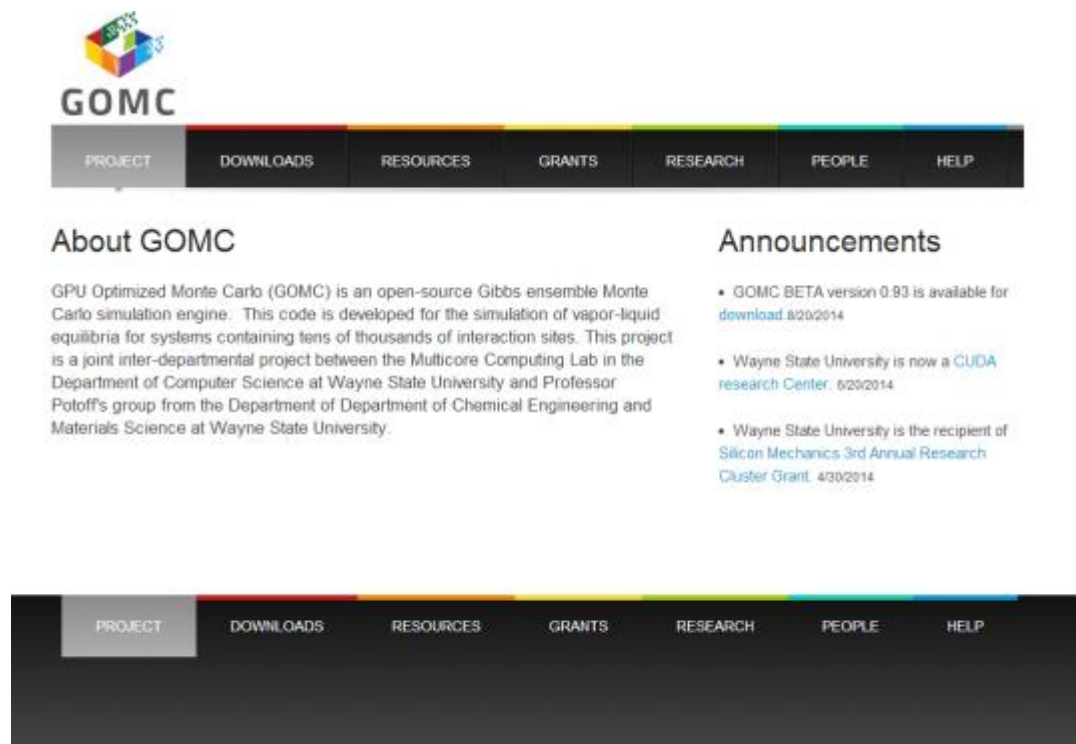 GOMC
PROJECT DOWNLOADS RESOURCES GRANTS RESEARCH PEOPLE HELP
About GOMC
GPU Optimized Monte Carlo (GOMC) is an open-source Gibbs ensemble Monte
Carlo simulation engine. This code is developed for the simulation of vapor-liquid
equilibria for systems containing tens of thousands of interaction sites. This project
is a joint inter-departmental project between the Multicore Computing Lab in the
Department of Computer Science at Wayne State University and Professor
Potoff's group from the Department of Department of Chemical Engineering and
Materials Science at Wayne State University.
Announcements
• GOMC BETA version 0.93 is available for
download. 8/20/2014
• Wayne State University is now a CUDA
research Center. 6/20/2014
• Wayne State University is the recipient of
Silicon Mechanics 3rd Annual Research
Cluster Grant. 4/30/2014
PROJECT DOWNLOADS RESOURCES GRANTS RESEARCH PEOPLE HELP